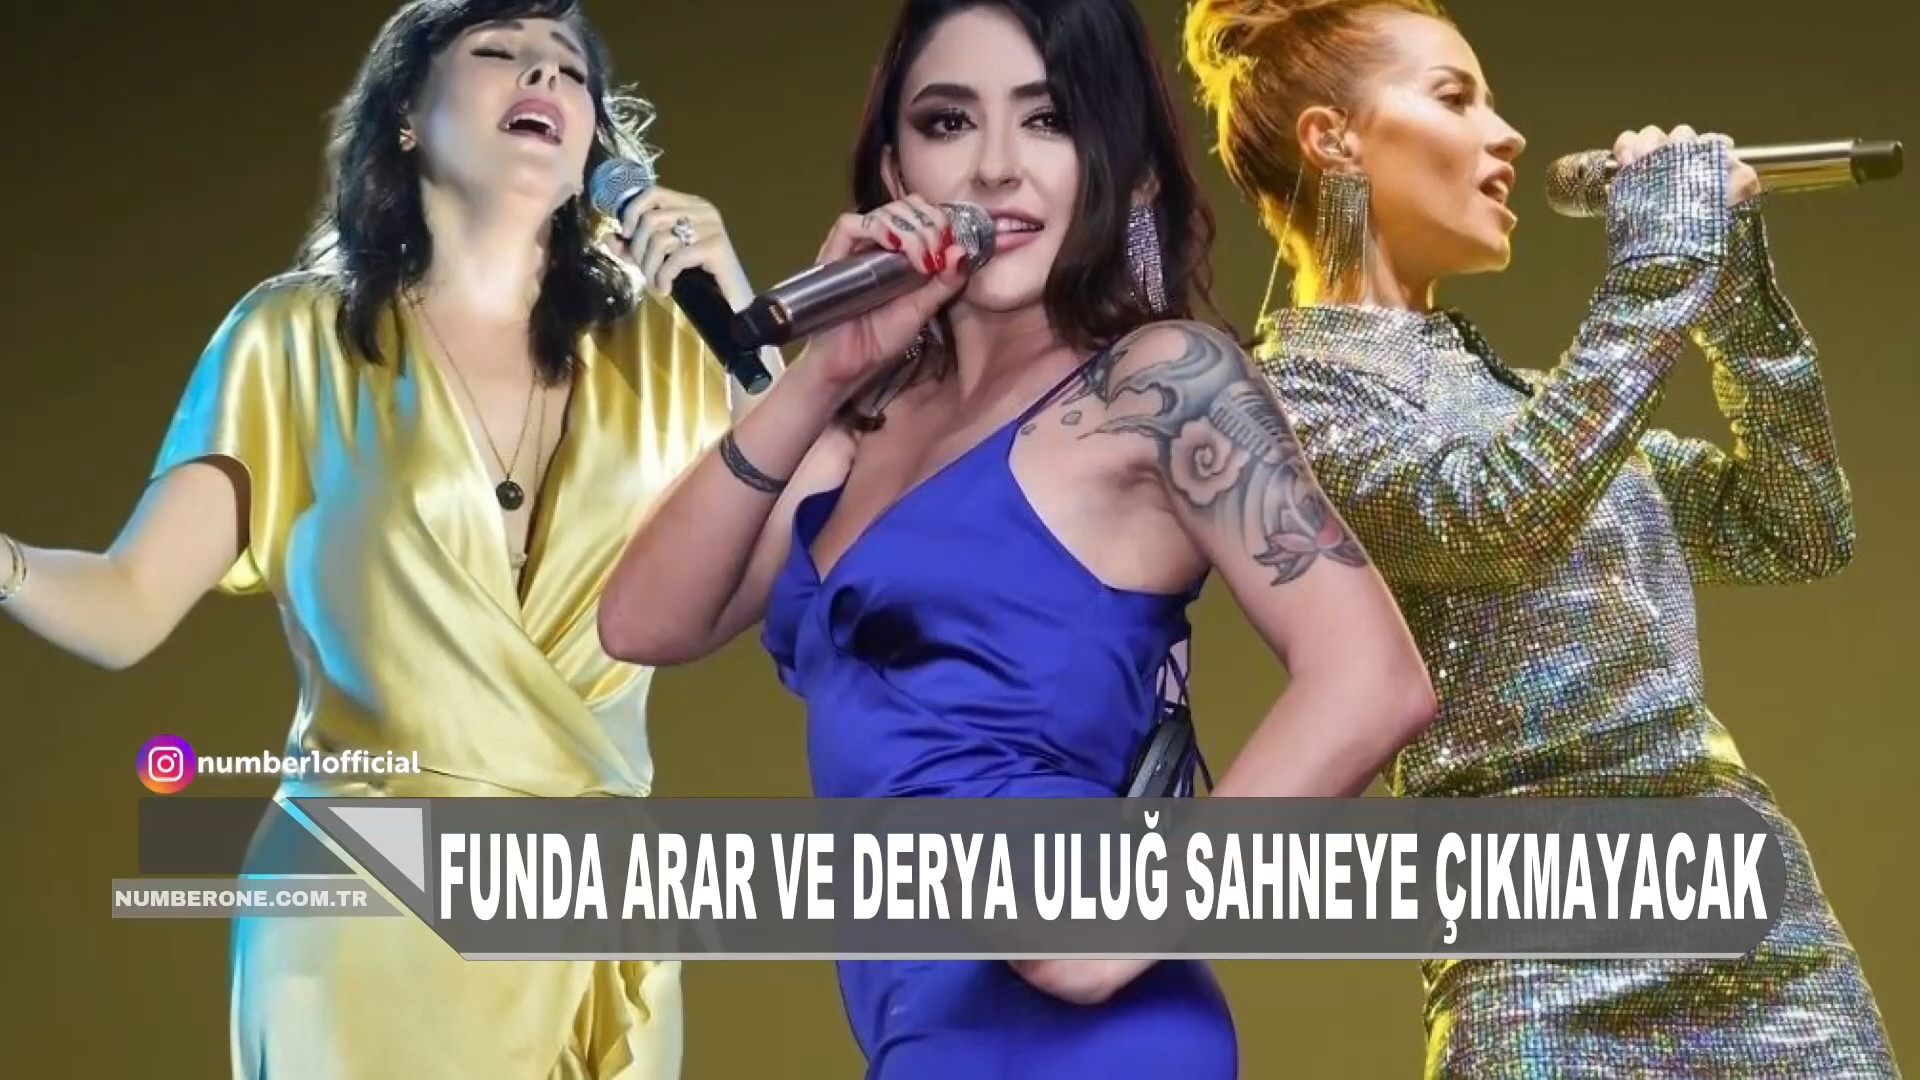 number1official
FUNDA ARAR VE DERYA ULUĞ SAHNEYE ÇIKMAYACAK
NUMBERONE.COM.TR